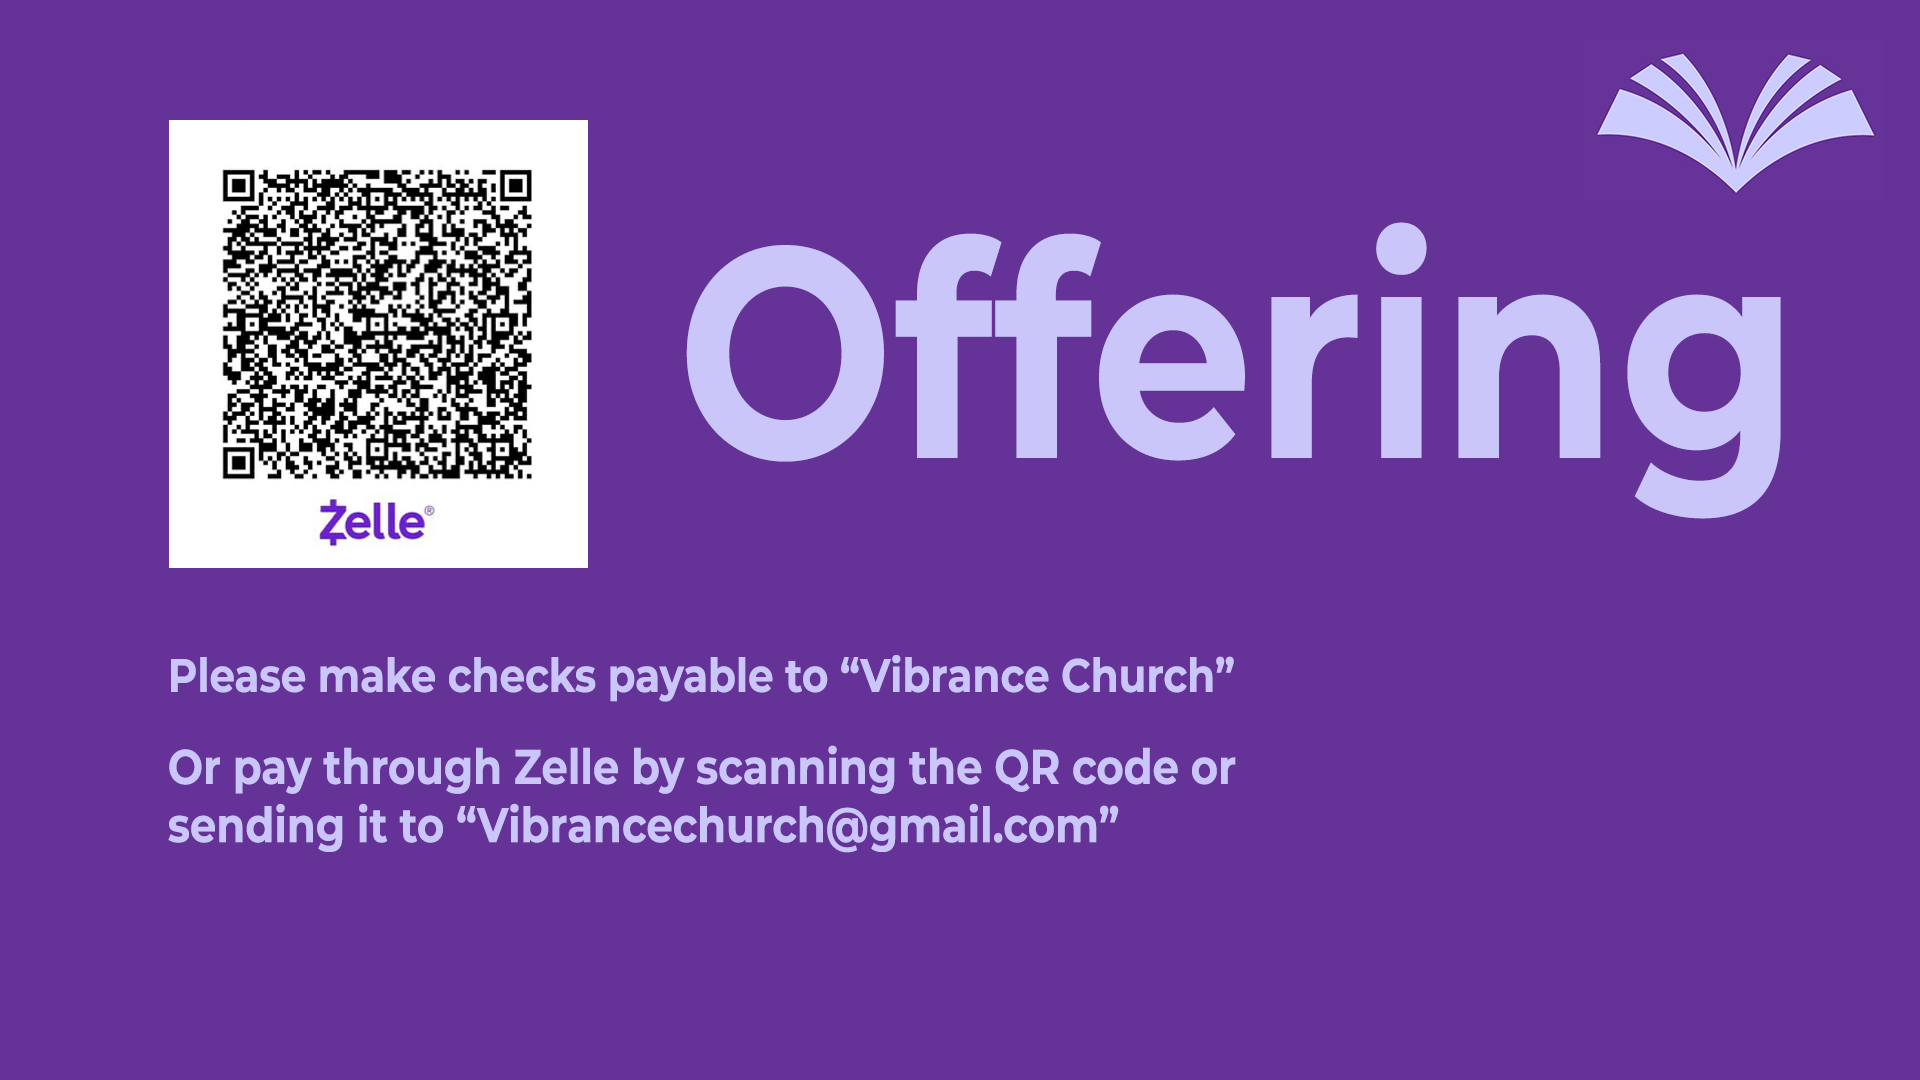 Offering
Zelle®
Please make checks payable to “Vibrance Church”
Or pay through Zelle by scanning the QR code or
sending it to “Vibrancechurch@gmail.com”